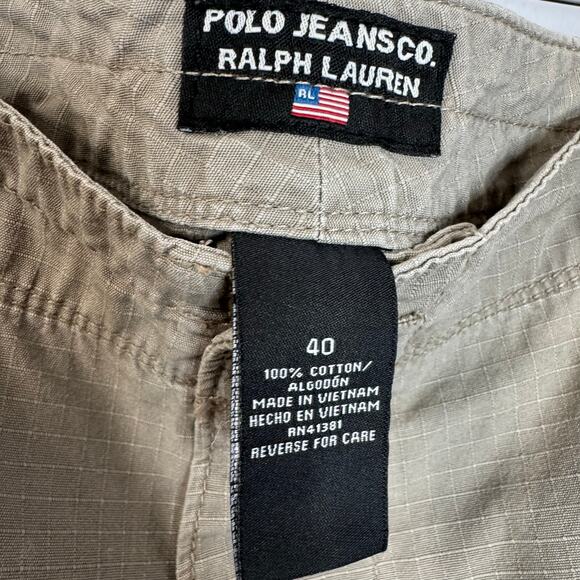 POLO JEANS CO.
RALPH LAUREN
RL
40
100% COTTON/
ALGODÓN
MADE IN VIETNAM
HECHO EN VIETNAM
RN41381
REVERSE FOR CARE